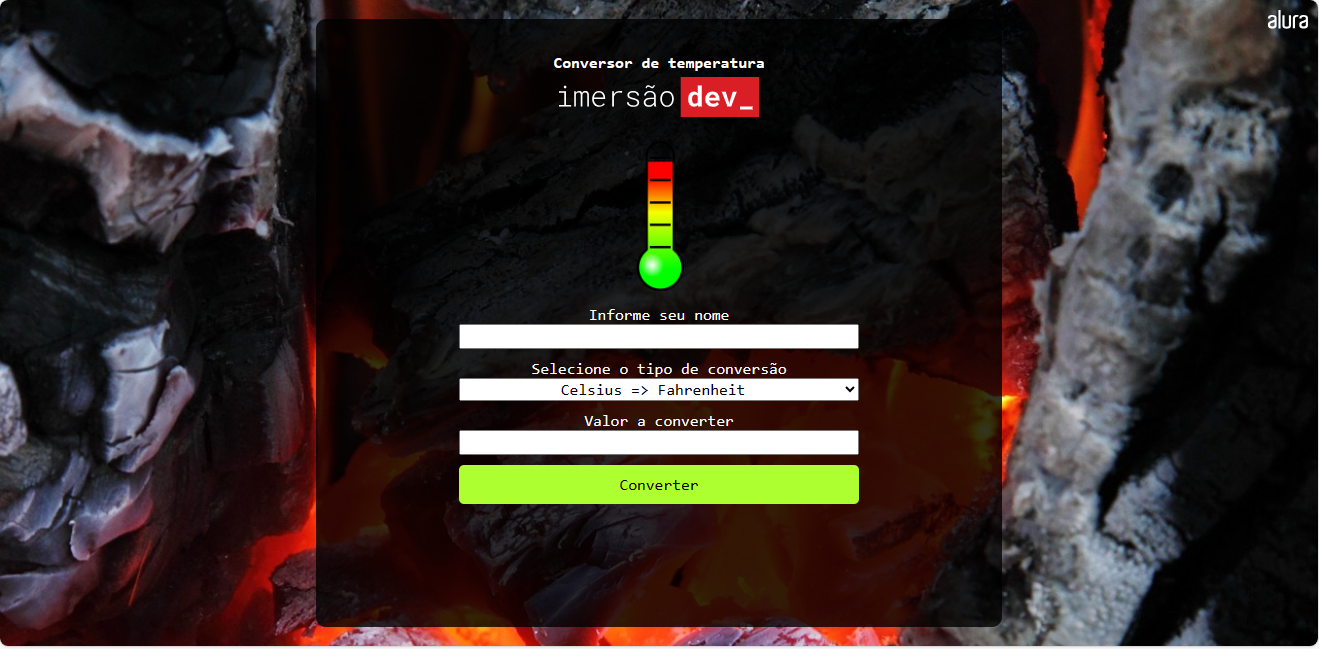 alura
Conversor de temperatura
imersão dev_
Informe seu nome
Selecione o tipo de conversão
Celsius => Fahrenheit
Valor a converter
Converter